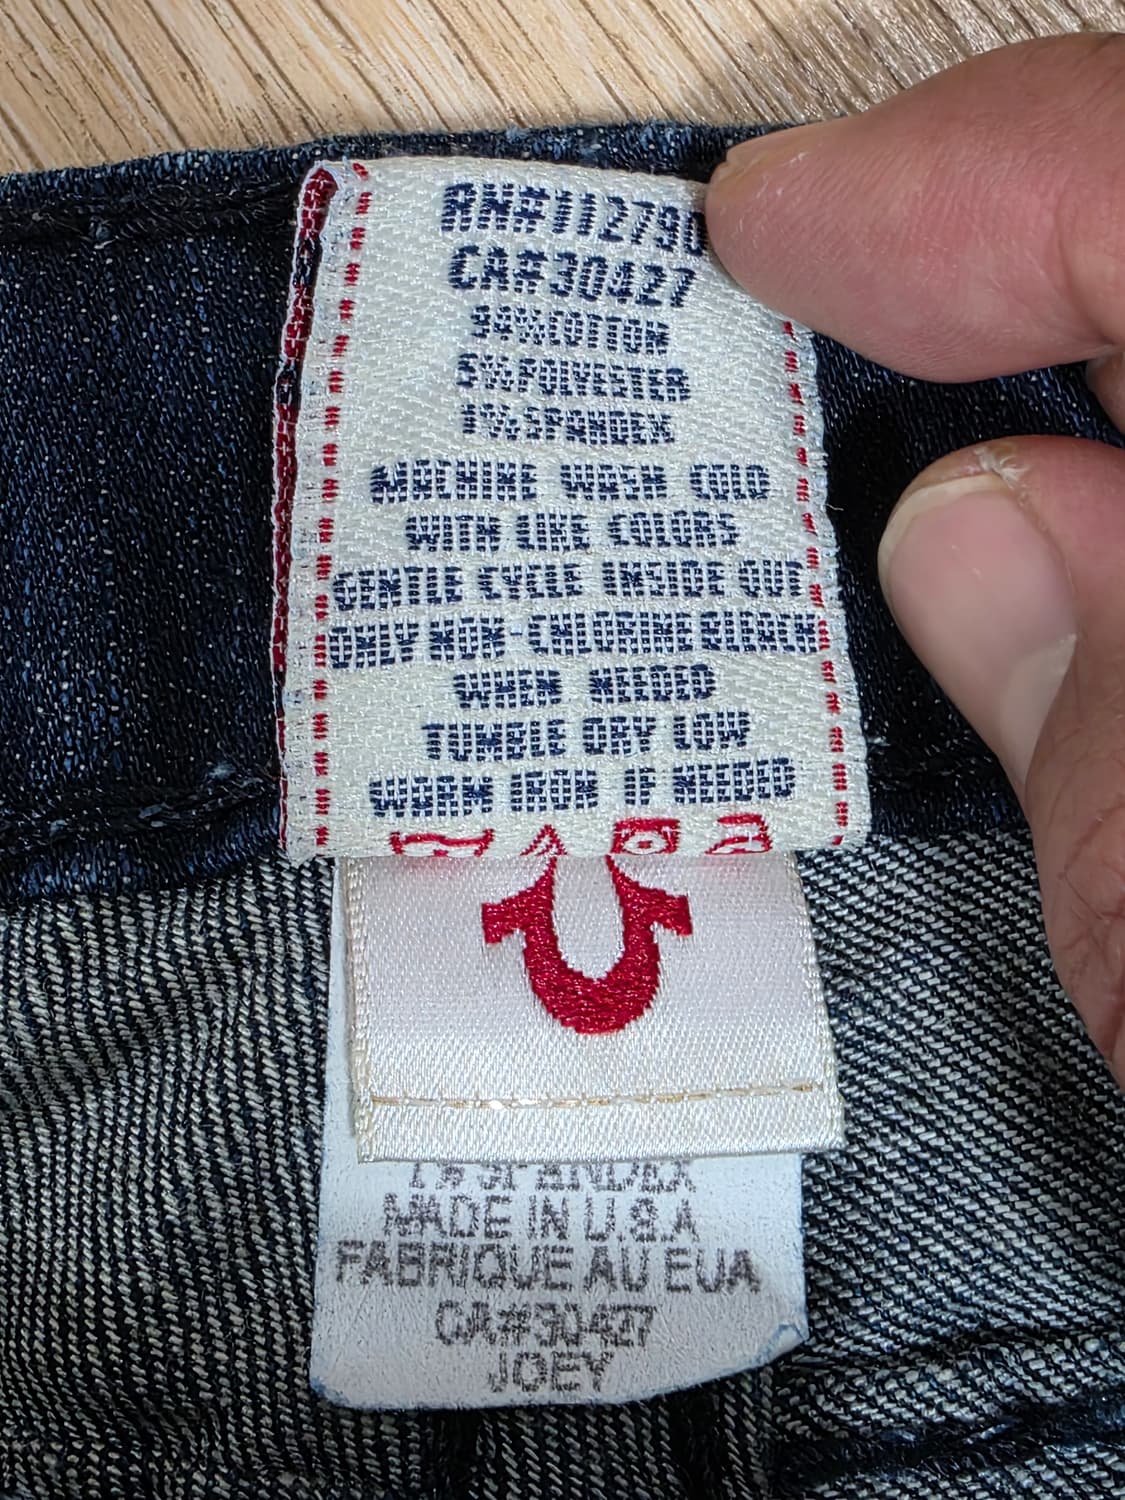 RN#112790
CA#30427
94%COTTON
5%POLYESTER
1%SPANDEX
MACHINE WASH COLD
WITH LIKE COLORS
GENTLE CYCLE INSIDE OUT
ONLY NON-CHLORINE BLEACH
WHEN NEEDED
TUMBLE DRY LOW
WARM IRON IF NEEDED
1% SPANDEX
MADE IN U.S.A
FABRIQUE AU EUA
CA#30427
JOEY